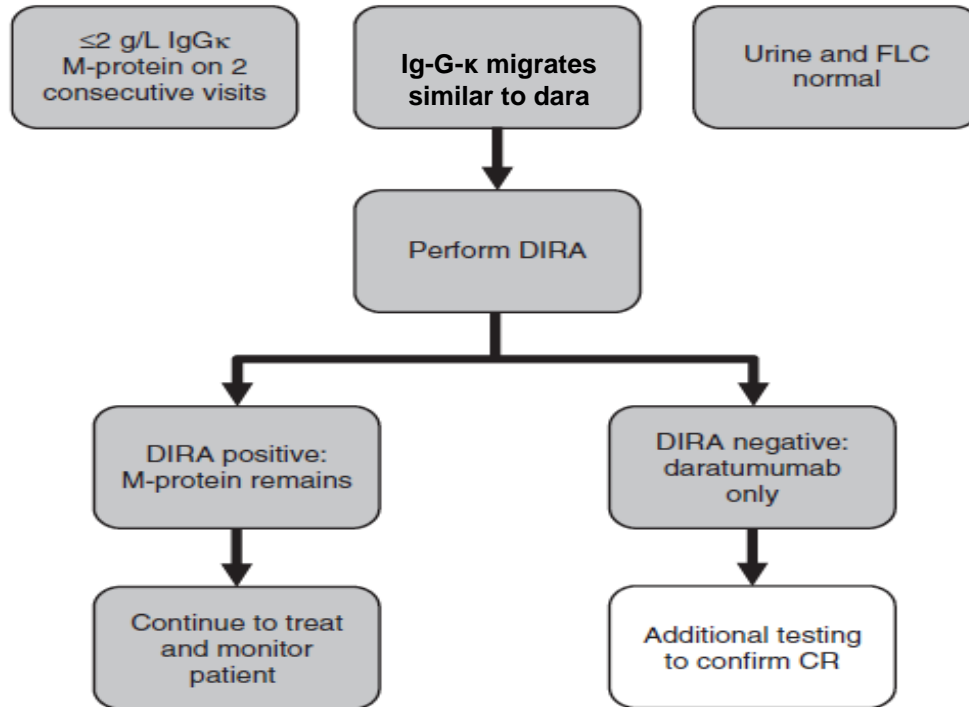 ≤2 g/L IgGκ
M-protein on 2
consecutive visits
Ig-G-κ migrates
similar to dara
Urine and FLC
normal
Perform DIRA
DIRA positive:
M-protein remains
DIRA negative:
daratumumab
only
Continue to treat
and monitor
patient
Additional testing
to confirm CR